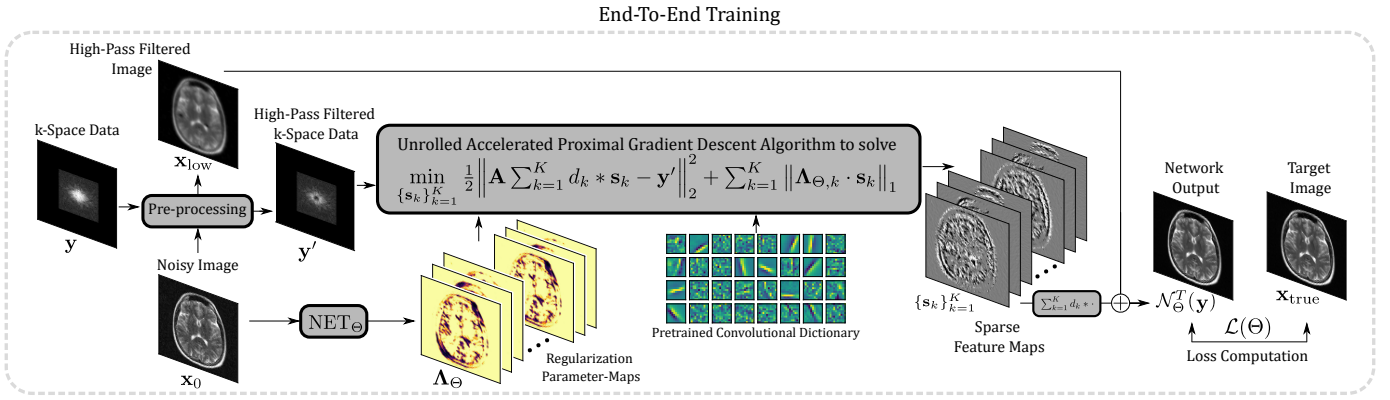 End-To-End Training
High-Pass Filtered
Image
k-Space Data
High-Pass Filtered
k-Space Data
x_low
Pre-processing
y
y′
Unrolled Accelerated Proximal Gradient Descent Algorithm to solve
min_{{s_k}_{k=1}^K} 1/2 ‖A ∑_{k=1}^K d_k * s_k − y′‖_2^2 + ∑_{k=1}^K ‖Λ_{Θ,k} · s_k‖_1
Noisy Image
x_0
NET_Θ
Λ_Θ
Regularization
Parameter-Maps
Pretrained Convolutional Dictionary
{s_k}_{k=1}^K
Sparse
Feature Maps
∑_{k=1}^K d_k * ·
Network
Output
Target
Image
N_Θ^T(y)
x_true
L(Θ)
Loss Computation